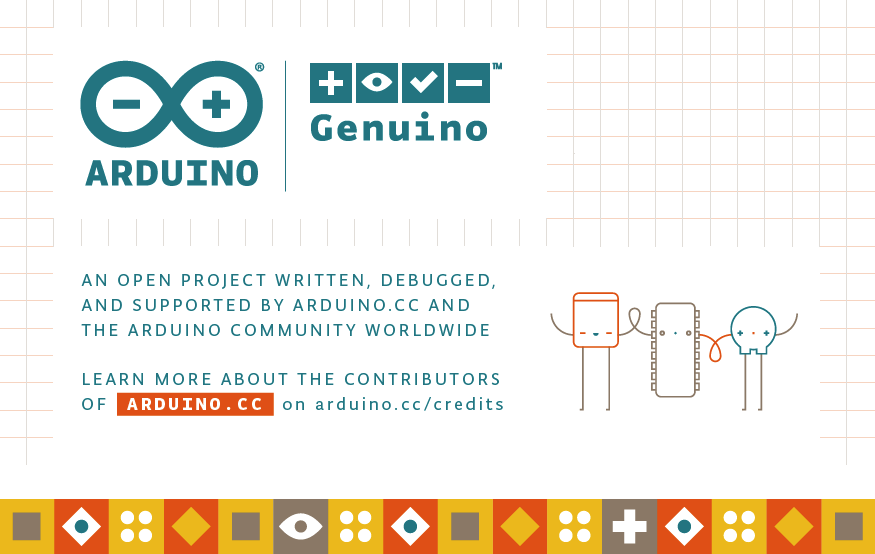 ®
ARDUINO
TM
Genuino
AN OPEN PROJECT WRITTEN, DEBUGGED,
AND SUPPORTED BY ARDUINO.CC AND
THE ARDUINO COMMUNITY WORLDWIDE
LEARN MORE ABOUT THE CONTRIBUTORS
OF ARDUINO.CC on arduino.cc/credits